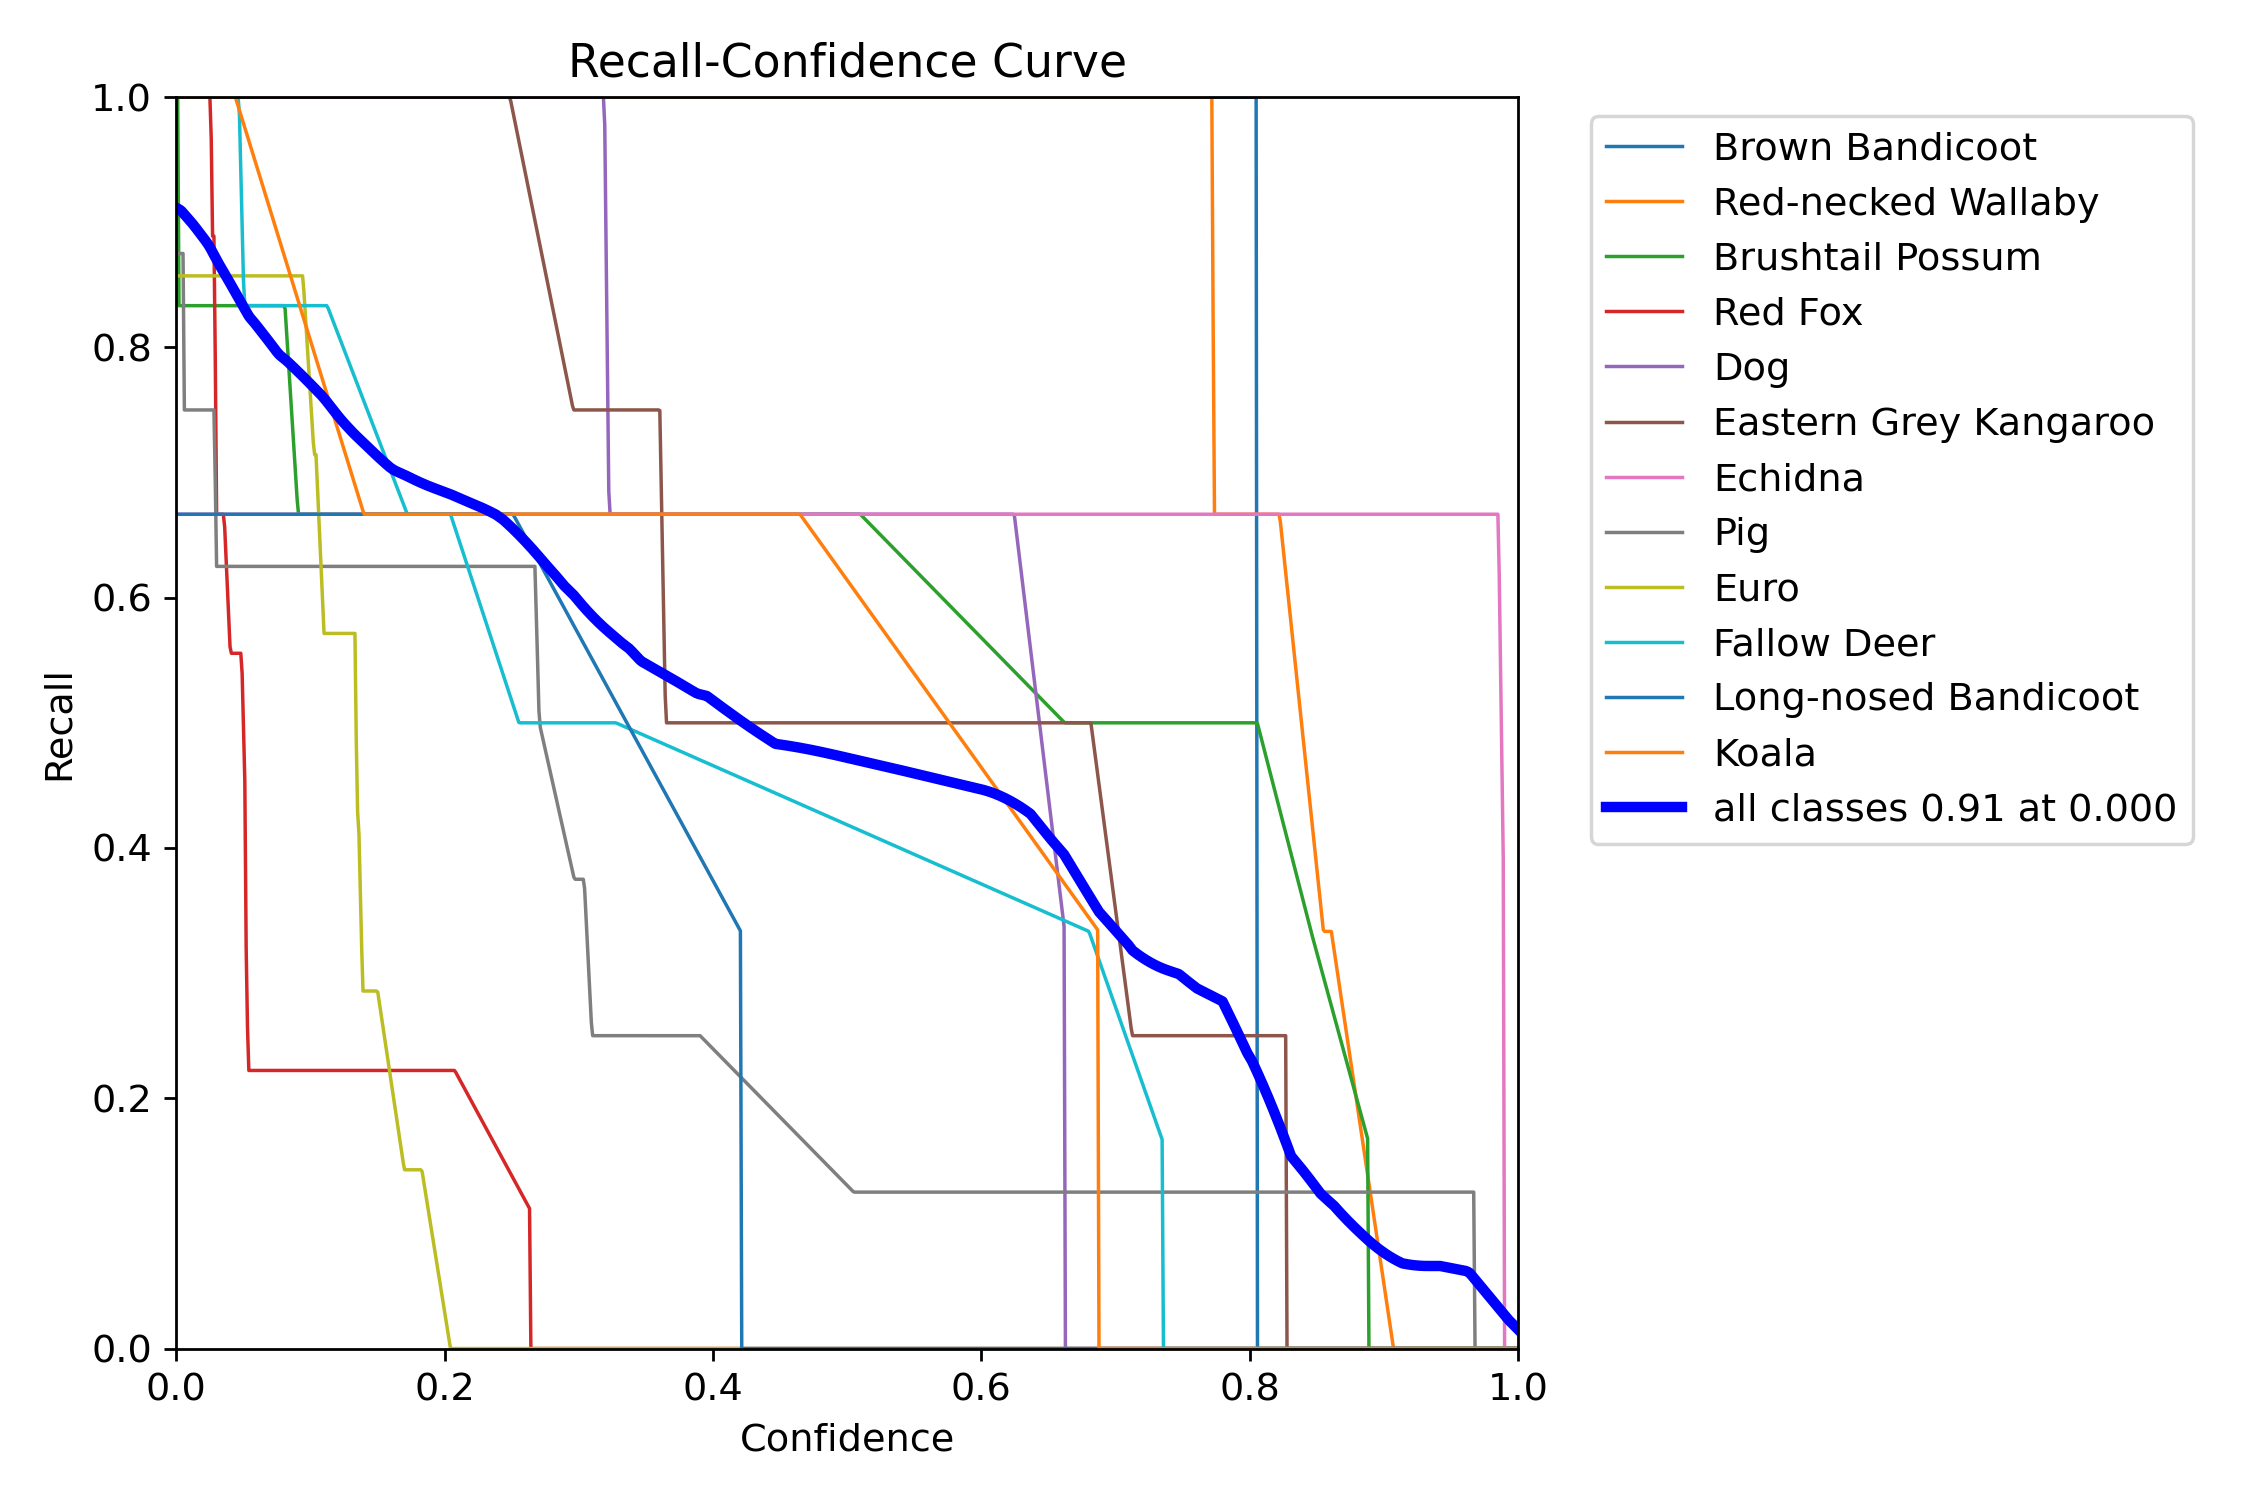 Recall-Confidence Curve
1.0
0.8
0.6
0.4
0.2
0.0
Recall
0.0 0.2 0.4 0.6 0.8 1.0
Confidence
Brown Bandicoot
Red-necked Wallaby
Brushtail Possum
Red Fox
Dog
Eastern Grey Kangaroo
Echidna
Pig
Euro
Fallow Deer
Long-nosed Bandicoot
Koala
all classes 0.91 at 0.000